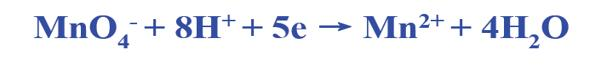 MnO₄⁻ + 8H⁺ + 5e → Mn²⁺ + 4H₂O